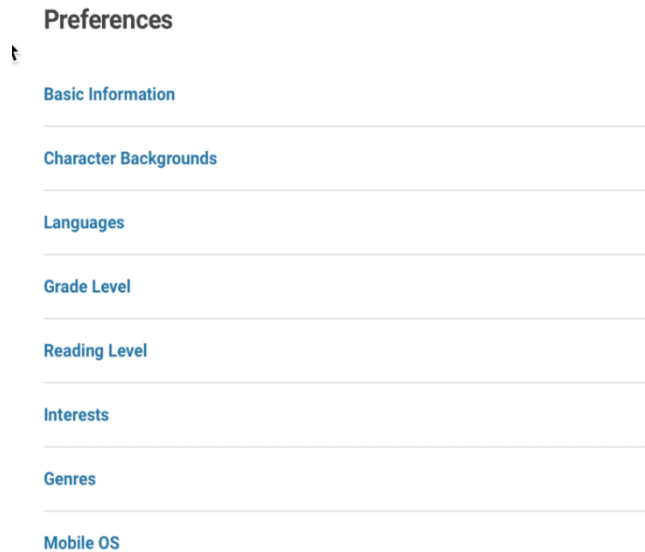 Preferences
Basic Information
Character Backgrounds
Languages
Grade Level
Reading Level
Interests
Genres
Mobile OS